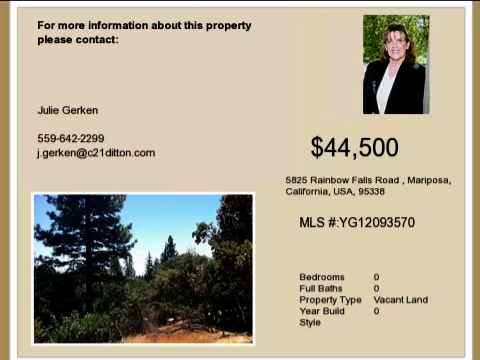 For more information about this property
please contact:
Julie Gerken
559-642-2299
j.gerken@c21ditton.com
$44,500
5825 Rainbow Falls Road , Mariposa,
California, USA, 95338
MLS #:YG12093570
Bedrooms 0
Full Baths 0
Property Type Vacant Land
Year Build 0
Style